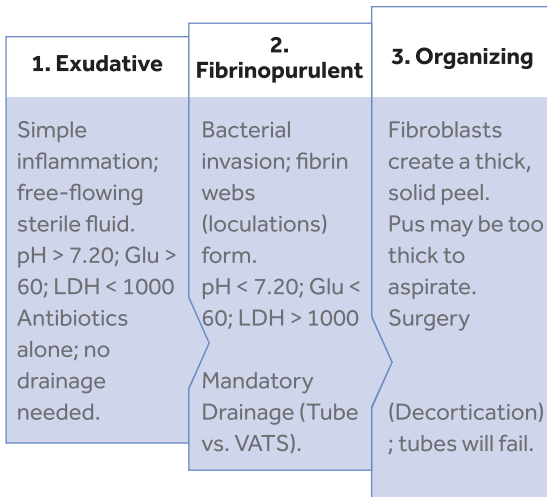 1. Exudative
Simple
inflammation;
free-flowing
sterile fluid.
pH > 7.20; Glu >
60; LDH < 1000
Antibiotics
alone; no
drainage
needed.
2.
Fibrinopurulent
Bacterial
invasion; fibrin
webs
(loculations)
form.
pH < 7.20; Glu <
60; LDH > 1000
Mandatory
Drainage (Tube
vs. VATS).
3. Organizing
Fibroblasts
create a thick,
solid peel.
Pus may be too
thick to
aspirate.
Surgery
(Decortication)
; tubes will fail.